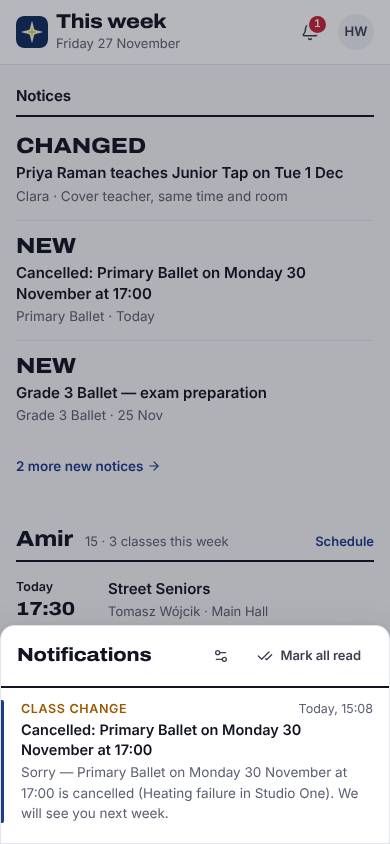 This week
Friday 27 November
1
HW
Notices
CHANGED
Priya Raman teaches Junior Tap on Tue 1 Dec
Clara · Cover teacher, same time and room
NEW
Cancelled: Primary Ballet on Monday 30
November at 17:00
Primary Ballet · Today
NEW
Grade 3 Ballet — exam preparation
Grade 3 Ballet · 25 Nov
2 more new notices →
Amir 15 · 3 classes this week Schedule
Today Street Seniors
17:30 Tomasz Wójcik · Main Hall
Notifications Mark all read
CLASS CHANGE Today, 15:08
Cancelled: Primary Ballet on Monday 30
November at 17:00
Sorry — Primary Ballet on Monday 30 November at
17:00 is cancelled (Heating failure in Studio One). We
will see you next week.